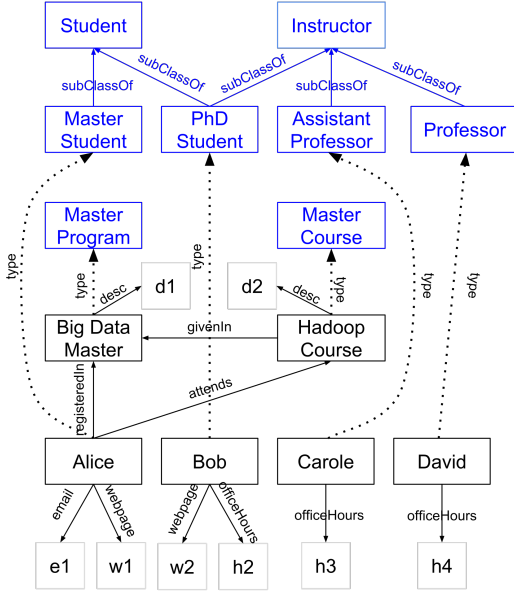 Student
Instructor
subClassOf
subClassOf
subClassOf
subClassOf
subClassOf
Master
Student
PhD
Student
Assistant
Professor
Professor
Master
Program
Master
Course
type
type
type
type
type
type
desc
d1
d2
desc
Big Data
Master
givenIn
Hadoop
Course
registeredIn
attends
Alice
Bob
Carole
David
email
webpage
webpage
officeHours
officeHours
officeHours
e1
w1
w2
h2
h3
h4